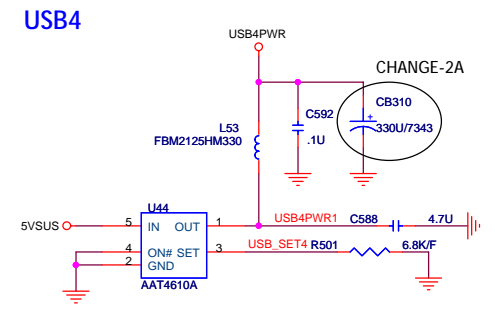 USB4
USB4PWR
CHANGE-2A
C592
.1U
CB310
+
330U/7343
L53
FBM2125HM330
U44
5VSUS 5 IN OUT 1 USB4PWR1 C588 4.7U
4 ON# SET 3 USB_SET4 R501 6.8K/F
2 GND
AAT4610A